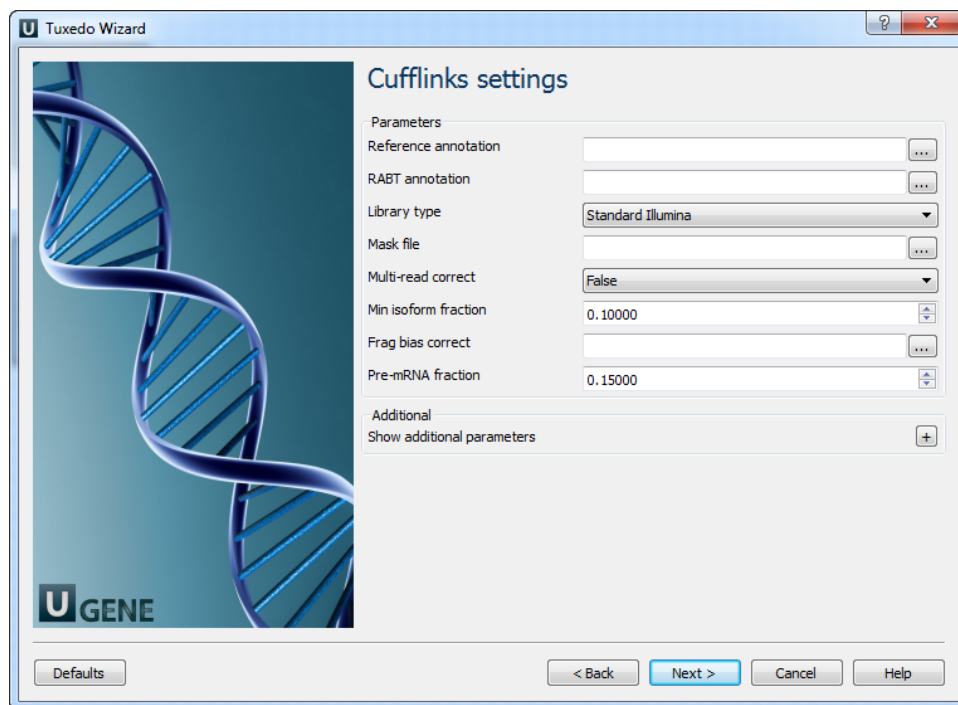 U Tuxedo Wizard
?
X
Cufflinks settings
Parameters
Reference annotation ...
RABT annotation ...
Library type Standard Illumina
Mask file ...
Multi-read correct False
Min isoform fraction 0.10000
Frag bias correct ...
Pre-mRNA fraction 0.15000
Additional
Show additional parameters +
U GENE
Defaults < Back Next > Cancel Help